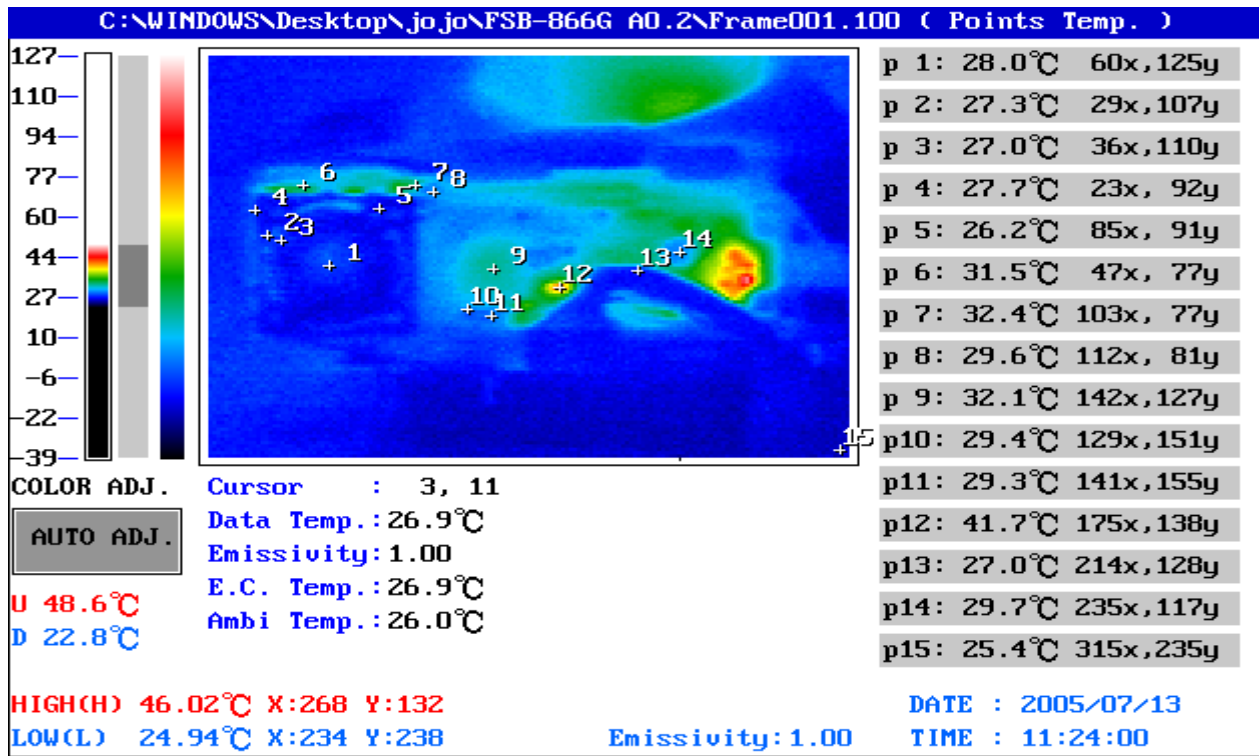 C:\WINDOWS\Desktop\jojo\FSB-866G A0.2\Frame001.100 ( Points Temp. )
127
110
94
77
60
44
27
10
-6
-22
-39
6
7
8
4
5
2
3
1
9
14
13
12
10
11
15
p 1: 28.0℃ 60x,125y
p 2: 27.3℃ 29x,107y
p 3: 27.0℃ 36x,110y
p 4: 27.7℃ 23x, 92y
p 5: 26.2℃ 85x, 91y
p 6: 31.5℃ 47x, 77y
p 7: 32.4℃ 103x, 77y
p 8: 29.6℃ 112x, 81y
p 9: 32.1℃ 142x,127y
p10: 29.4℃ 129x,151y
p11: 29.3℃ 141x,155y
p12: 41.7℃ 175x,138y
p13: 27.0℃ 214x,128y
p14: 29.7℃ 235x,117y
p15: 25.4℃ 315x,235y
COLOR ADJ.
AUTO ADJ.
U 48.6℃
D 22.8℃
Cursor : 3, 11
Data Temp.:26.9℃
Emissivity:1.00
E.C. Temp.:26.9℃
Ambi Temp.:26.0℃
HIGH(H) 46.02℃ X:268 Y:132
LOW(L) 24.94℃ X:234 Y:238
Emissivity:1.00
DATE : 2005/07/13
TIME : 11:24:00